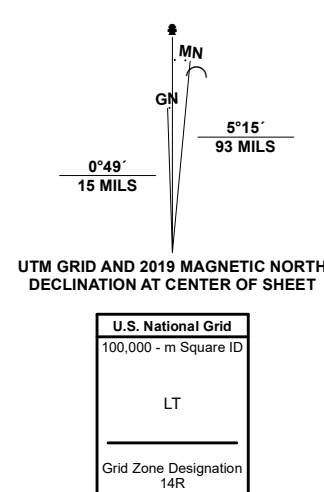 MN
GN
5°15´
93 MILS
0°49´
15 MILS
UTM GRID AND 2019 MAGNETIC NORTH
DECLINATION AT CENTER OF SHEET
U.S. National Grid
100,000 - m Square ID
LT
Grid Zone Designation
14R